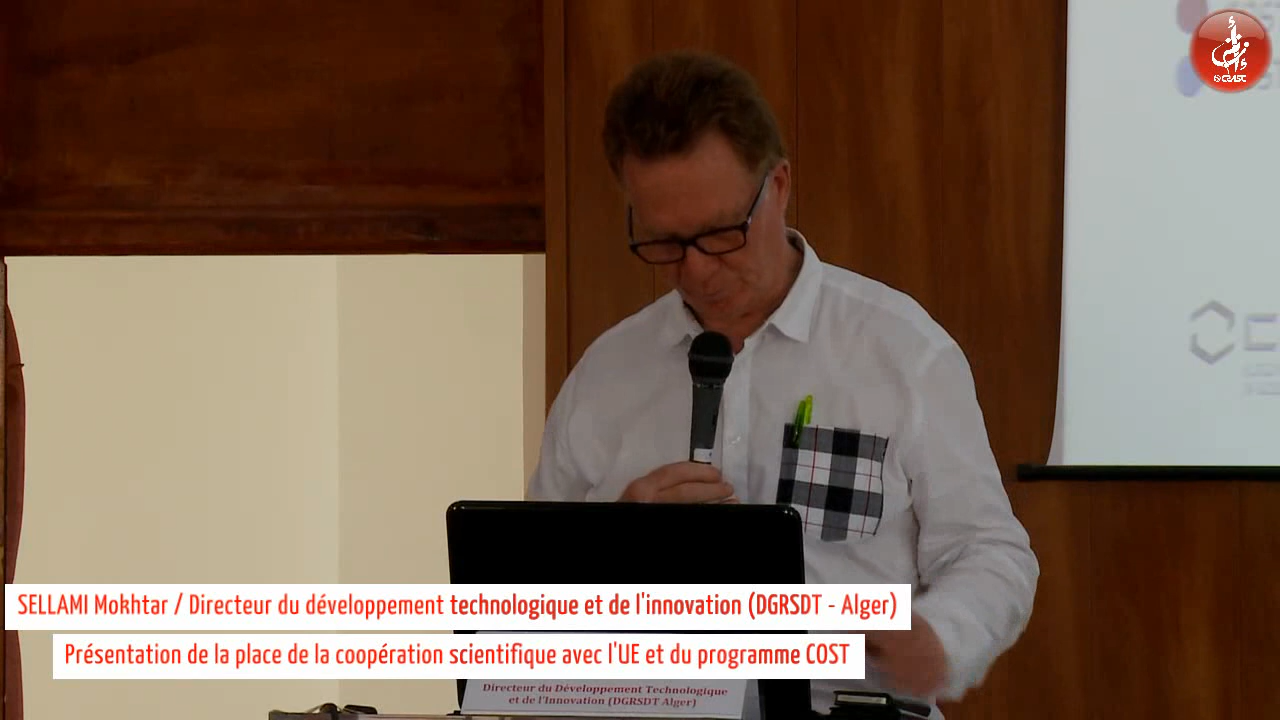 CRASC
SELLAMI Mokhtar / Directeur du développement technologique et de l'innovation (DGRSDT - Alger)
Présentation de la place de la coopération scientifique avec l'UE et du programme COST
Directeur du Développement Technologique
et de l'Innovation (DGRSDT Alger)